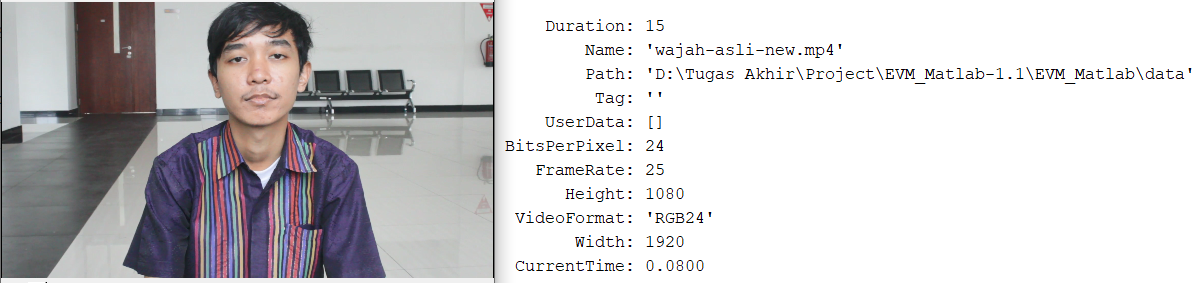 Duration: 15
Name: 'wajah-asli-new.mp4'
Path: 'D:\Tugas Akhir\Project\EVM_Matlab-1.1\EVM_Matlab\data'
Tag: ''
UserData: []
BitsPerPixel: 24
FrameRate: 25
Height: 1080
VideoFormat: 'RGB24'
Width: 1920
CurrentTime: 0.0800